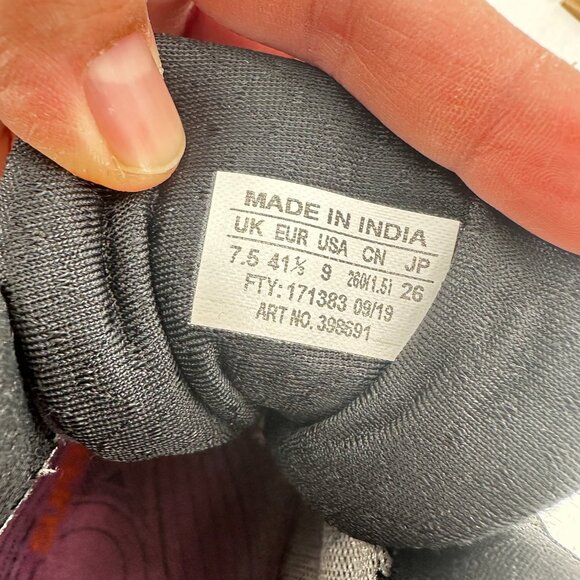 MADE IN INDIA
UK EUR USA CN JP
7.5 41⅓ 9 260(1.5) 26
FTY: 171383 09/19
ART NO. 398691